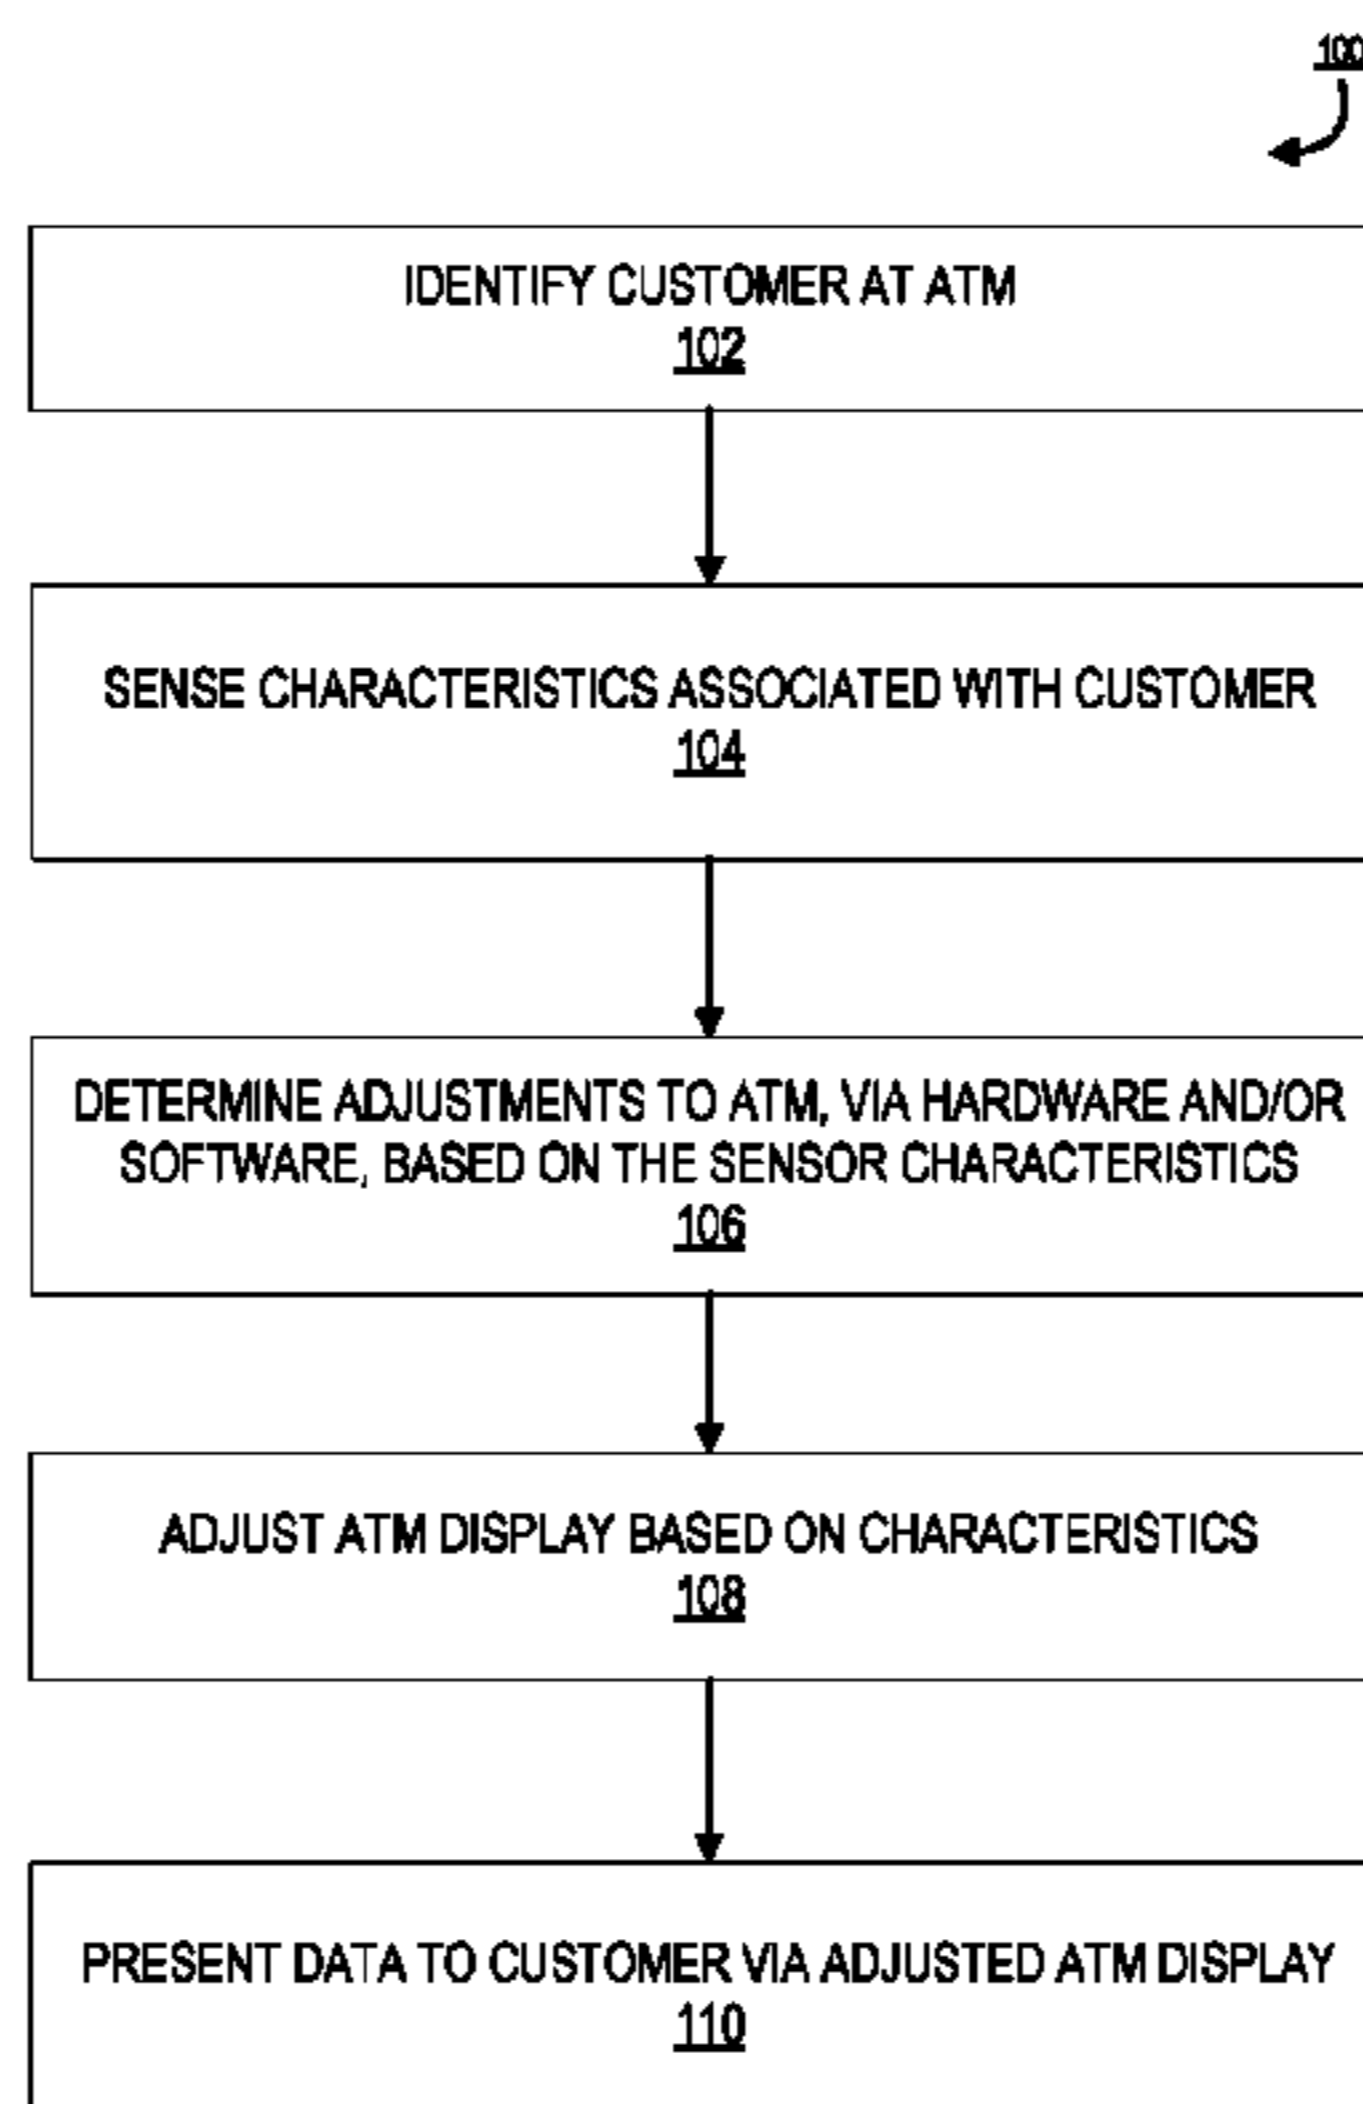 100
IDENTIFY CUSTOMER AT ATM
102
SENSE CHARACTERISTICS ASSOCIATED WITH CUSTOMER
104
DETERMINE ADJUSTMENTS TO ATM, VIA HARDWARE AND/OR
SOFTWARE, BASED ON THE SENSOR CHARACTERISTICS
106
ADJUST ATM DISPLAY BASED ON CHARACTERISTICS
108
PRESENT DATA TO CUSTOMER VIA ADJUSTED ATM DISPLAY
110